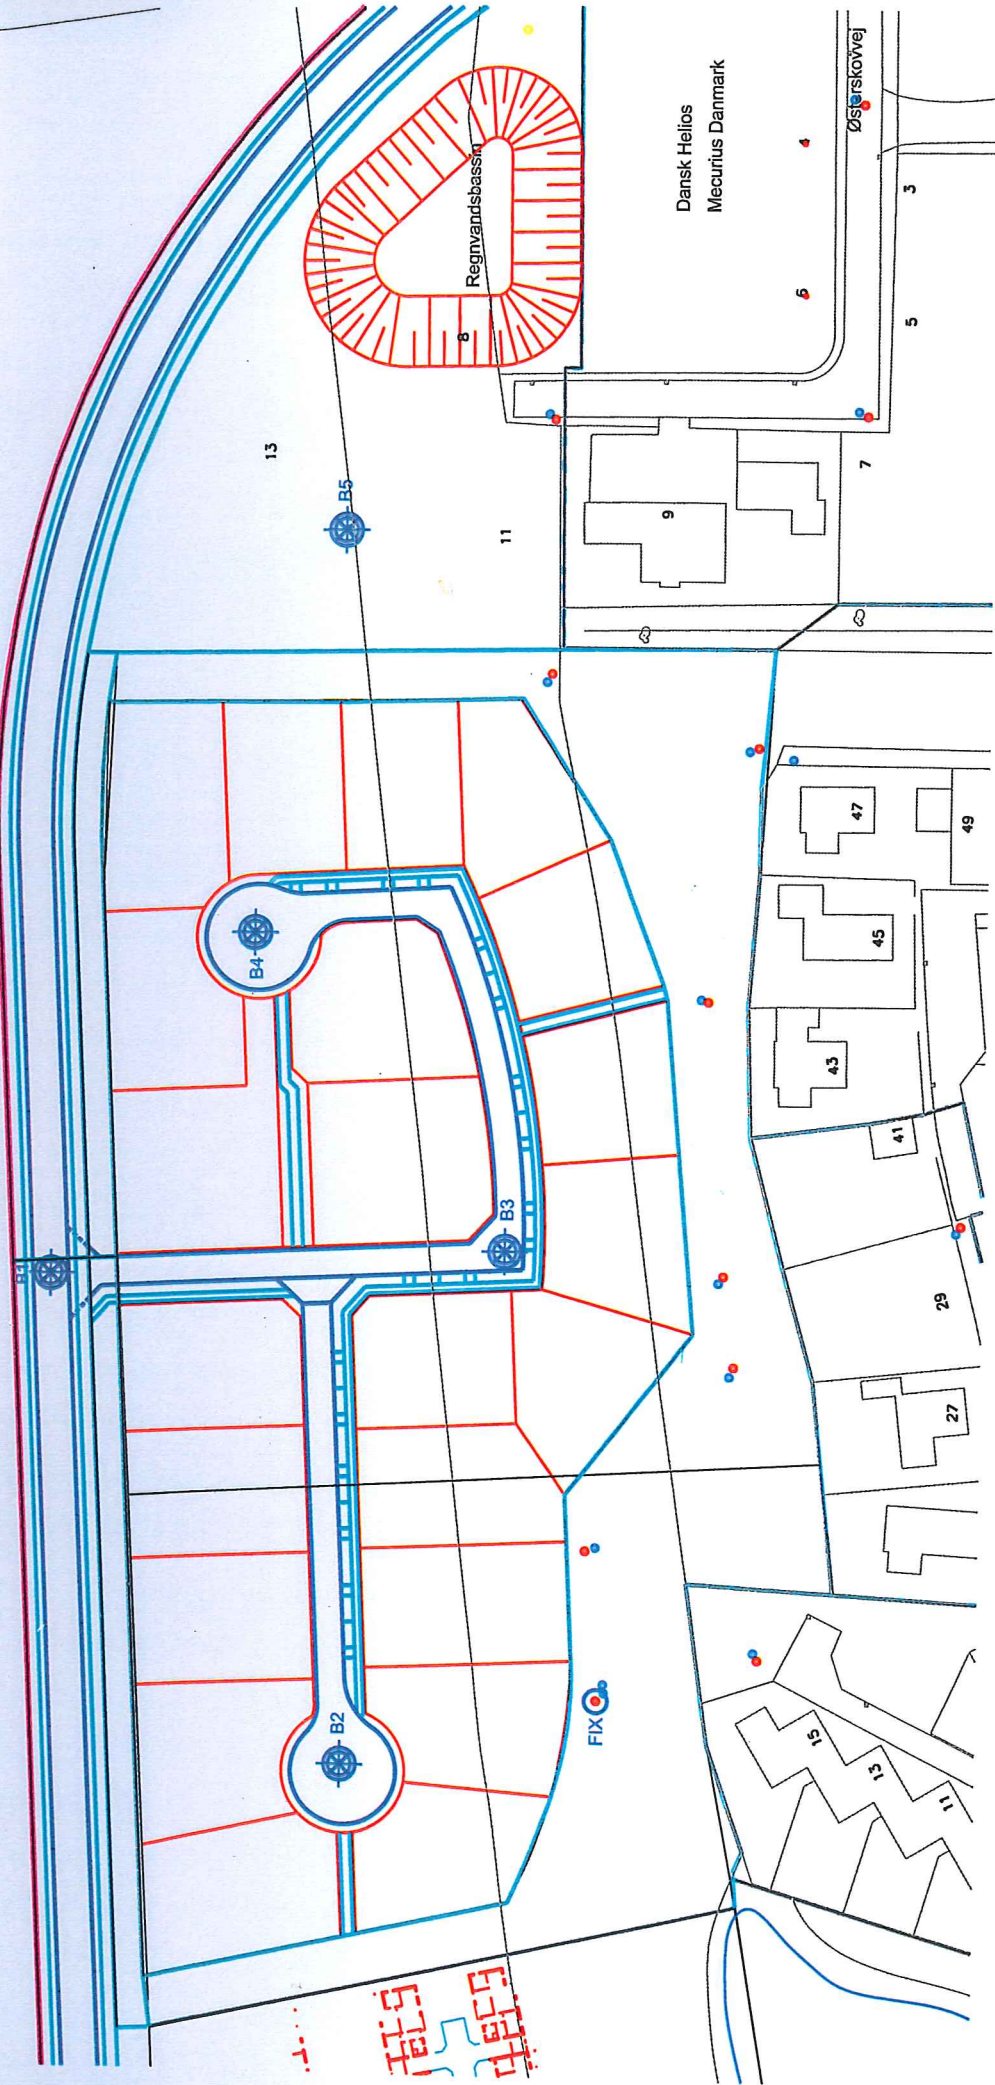 Østerskovvej
Dansk Helios
Mecurius Danmark
Regnvandsbassin
4
6
3
5
8
13
B5
11
9
7
47
49
45
43
41
B4
B3
B1
29
27
B2
FIX
15
13
11